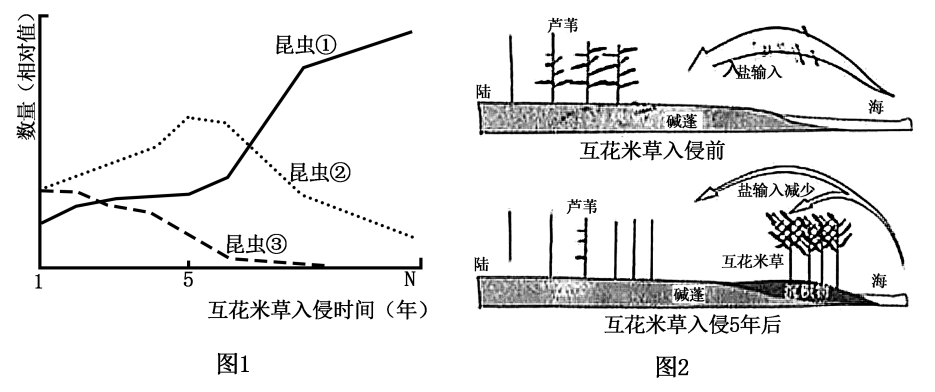 数量（相对值）
昆虫①
昆虫②
昆虫③
1
5
N
互花米草入侵时间（年）
图1
芦苇
陆
盐输入
海
碱蓬
互花米草入侵前
盐输入减少
芦苇
互花米草
陆
海
碱蓬
互花米草入侵5年后
图2